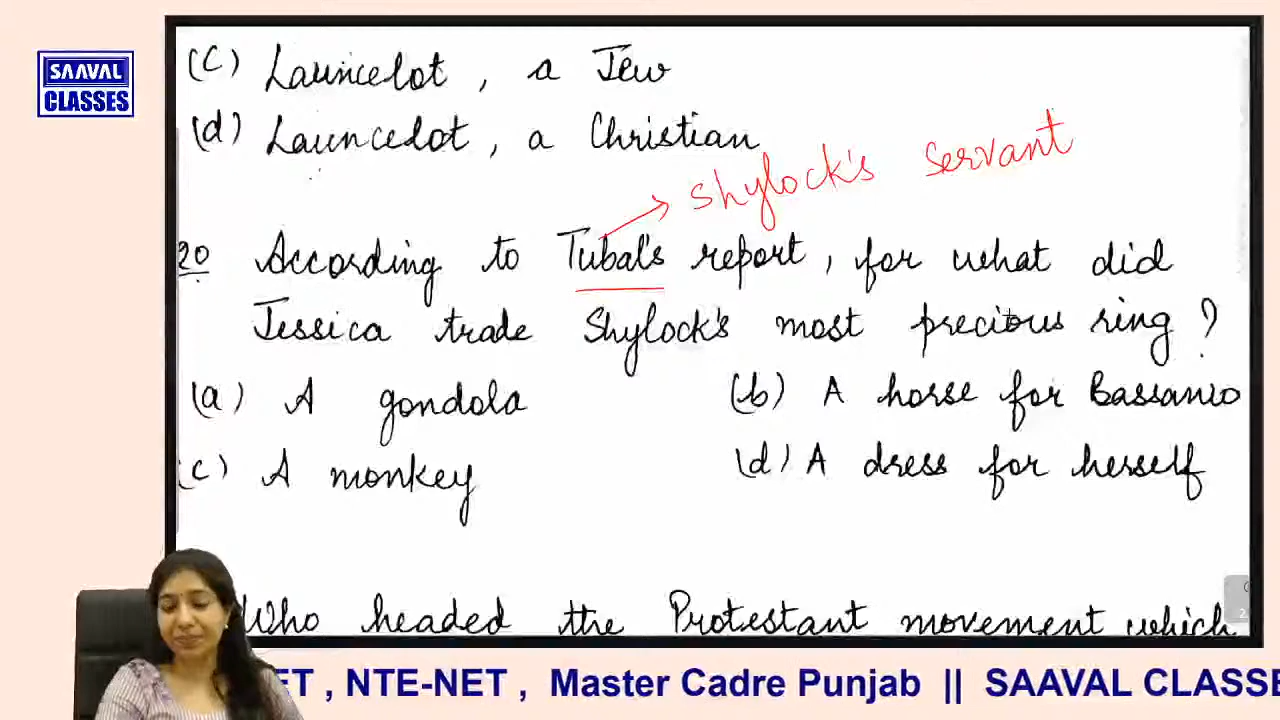 SAAVAL
CLASSES
(c) Launcelot, a Jew
(d) Launcelot, a Christian
Shylock's servant
20 According to Tubal's report, for what did
Jessica trade Shylock's most precious ring?
(a) A gondola
(b) A horse for Bassanio
(c) A monkey
(d) A dress for herself
Who headed the Protestant movement which
ET , NTE-NET , Master Cadre Punjab || SAAVAL CLASSE